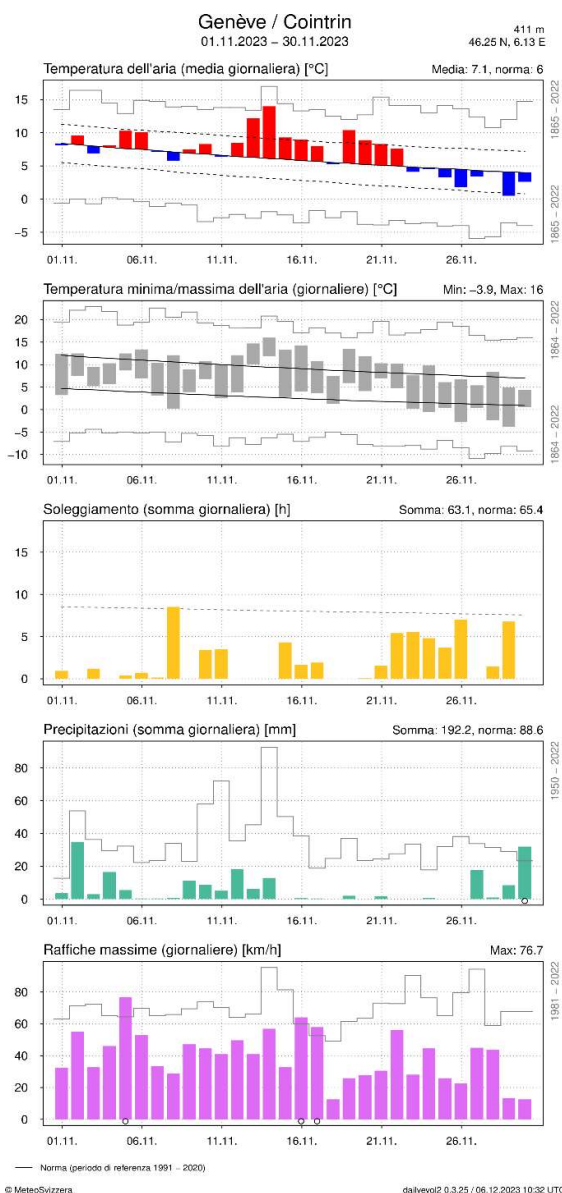 Genève / Cointrin
01.11.2023 – 30.11.2023
411 m
46.25 N, 6.13 E
Temperatura dell'aria (media giornaliera) [°C]
Media: 7.1, norma: 6
15
10
5
0
−5
1865 – 2022
1865 – 2022
01.11.
06.11.
11.11.
16.11.
21.11.
26.11.
Temperatura minima/massima dell'aria (giornaliere) [°C]
Min: −3.9, Max: 16
20
15
10
5
0
−5
−10
1864 – 2022
1864 – 2022
01.11.
06.11.
11.11.
16.11.
21.11.
26.11.
Soleggiamento (somma giornaliera) [h]
Somma: 63.1, norma: 65.4
15
10
5
0
01.11.
06.11.
11.11.
16.11.
21.11.
26.11.
Precipitazioni (somma giornaliera) [mm]
Somma: 192.2, norma: 88.6
80
60
40
20
0
1950 – 2022
01.11.
06.11.
11.11.
16.11.
21.11.
26.11.
Raffiche massime (giornaliere) [km/h]
Max: 76.7
80
60
40
20
0
1981 – 2022
01.11.
06.11.
11.11.
16.11.
21.11.
26.11.
Norma (periodo di referenza 1991 – 2020)
© MeteoSvizzera
dailyevol2 0.3.25 / 06.12.2023 10:32 UTC